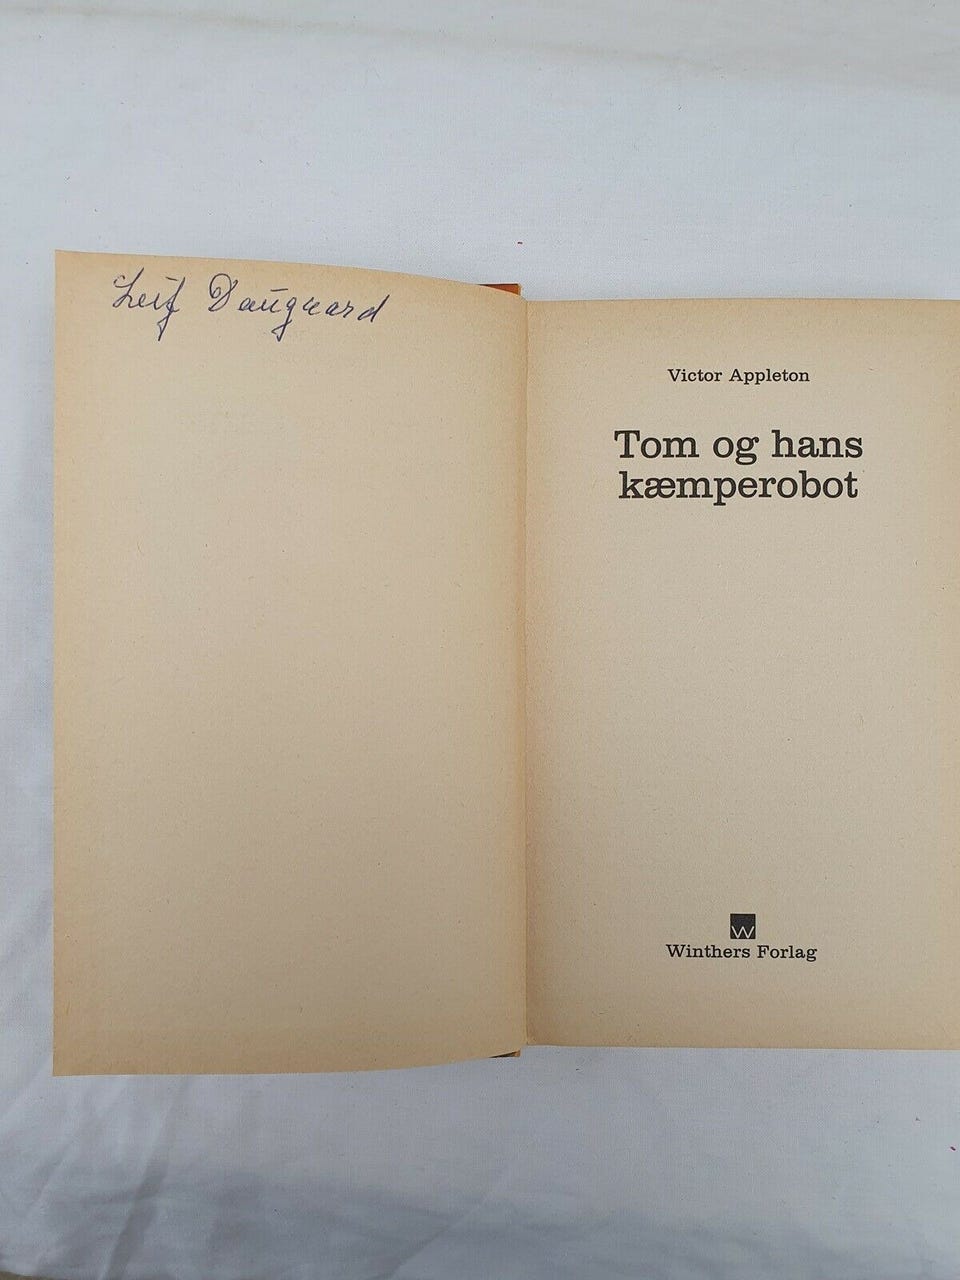 Leif Daugaard
Victor Appleton
Tom og hans
kæmperobot
W
Winthers Forlag